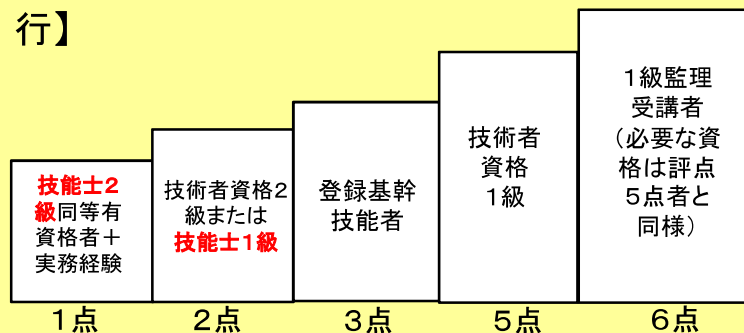 行】
技能士２
級同等有
資格者＋
実務経験
技術者資格２
級または
技能士１級
登録基幹
技能者
技術者
資格
１級
１級監理
受講者
（必要な資
格は評点
５点者と
同様）
１点
２点
３点
５点
６点